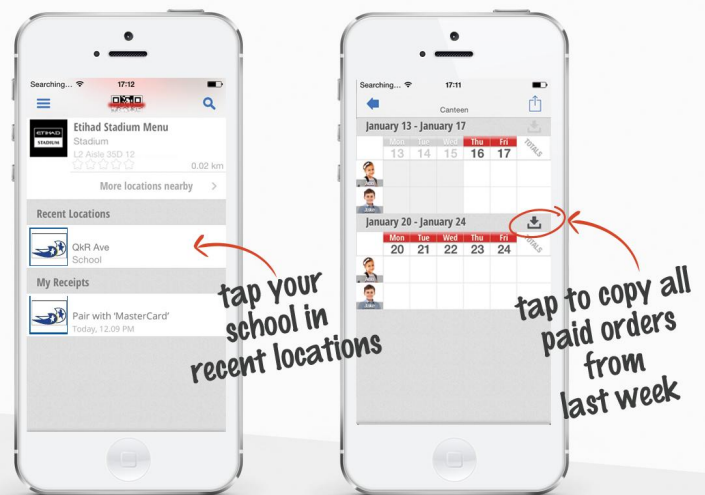 Searching... 17:12
Etihad Stadium Menu
ETIHAD
STADIUM
Stadium
L2 Aisle 35D 12
0.02 km
More locations nearby >
Recent Locations
QkR Ave
School
My Receipts
Pair with 'MasterCard'
Today, 12.09 PM
tap your
school in
recent locations
Searching... 17:11
Canteen
January 13 - January 17
Mon Tue Wed Thu Fri
13 14 15 16 17
TOTALS
January 20 - January 24
Mon Tue Wed Thu Fri
20 21 22 23 24
TOTALS
tap to copy all
paid orders
from
last week